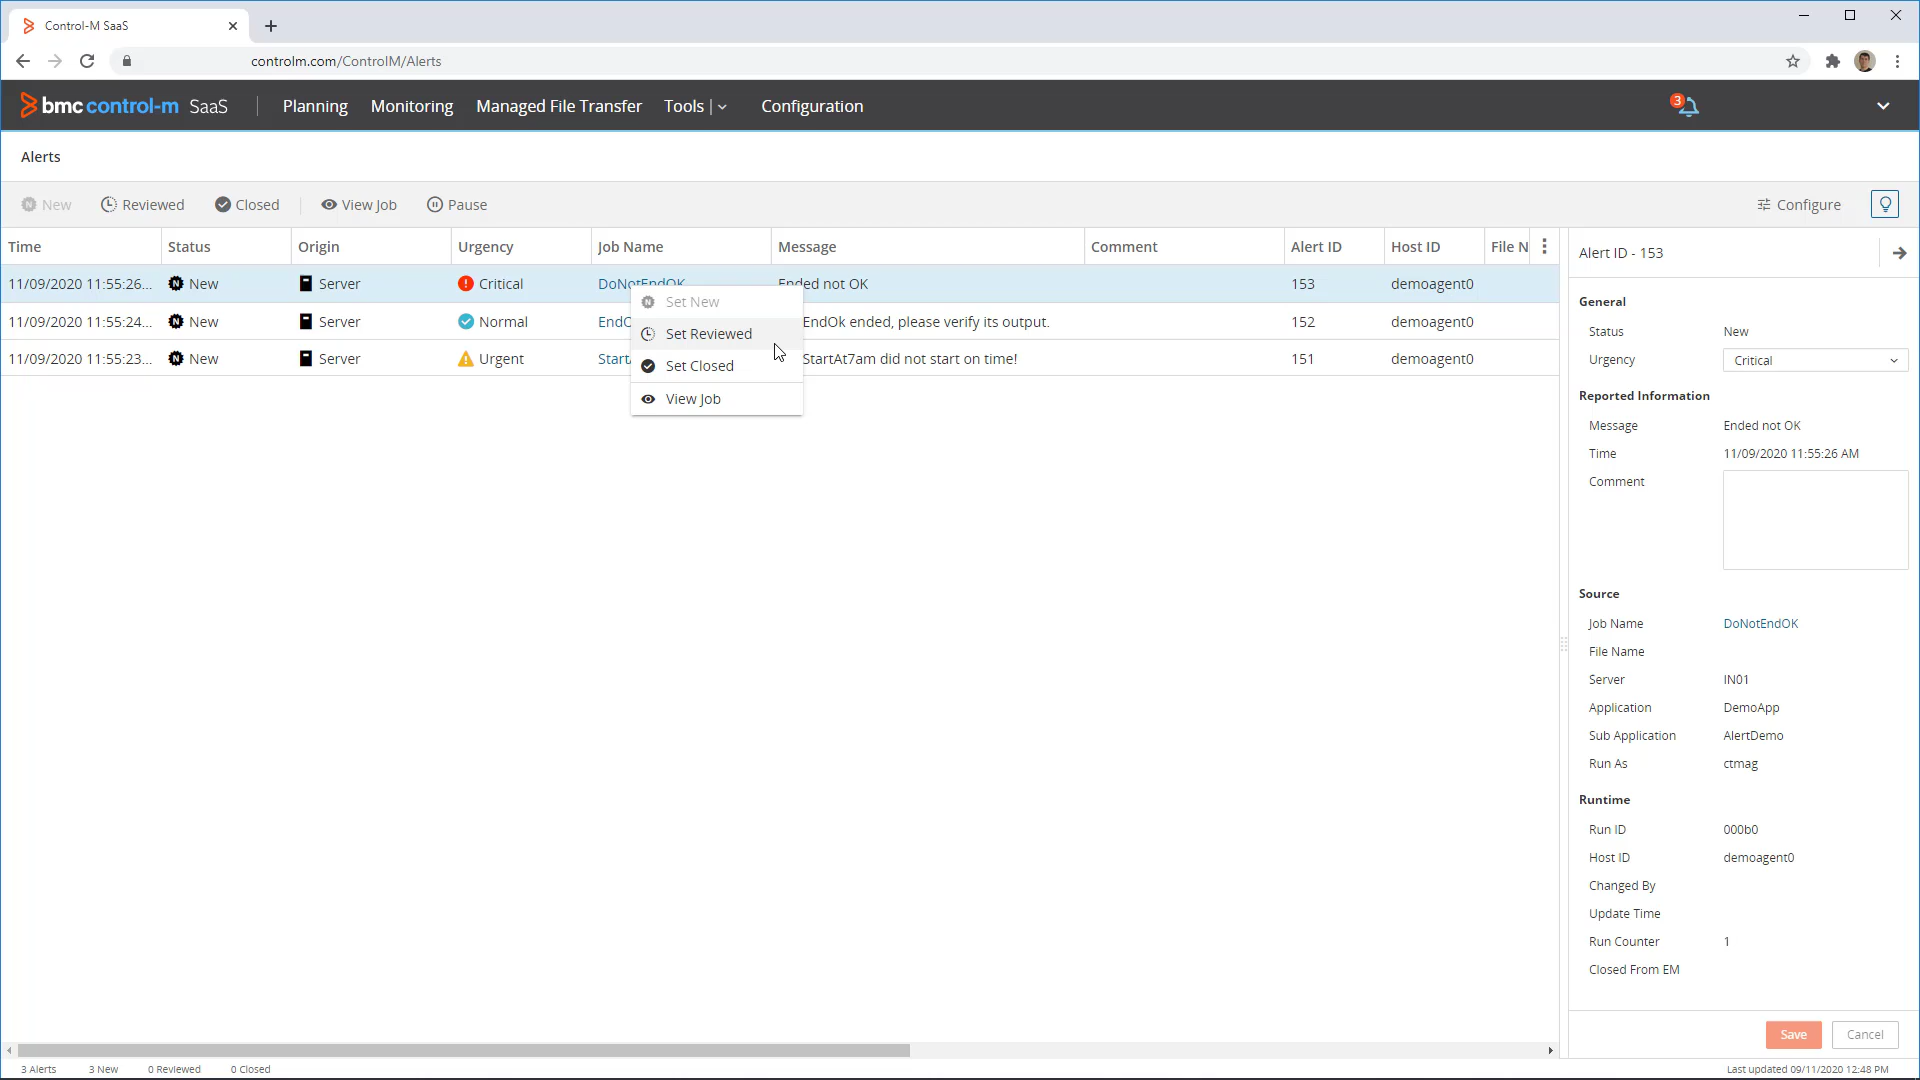 Control-M SaaS
controlm.com/ControlM/Alerts
bmc control-m SaaS Planning Monitoring Managed File Transfer Tools Configuration 3
Alerts
New Reviewed Closed View Job Pause Configure
Time Status Origin Urgency Job Name Message Comment Alert ID Host ID File N
11/09/2020 11:55:26... New Server Critical DoNotEndOK Ended not OK 153 demoagent0
11/09/2020 11:55:24... New Server Normal EndO EndOk ended, please verify its output. 152 demoagent0
11/09/2020 11:55:23... New Server Urgent Start StartAt7am did not start on time! 151 demoagent0
Set New
Set Reviewed
Set Closed
View Job
Alert ID - 153
General
Status New
Urgency Critical
Reported Information
Message Ended not OK
Time 11/09/2020 11:55:26 AM
Comment
Source
Job Name DoNotEndOK
File Name
Server IN01
Application DemoApp
Sub Application AlertDemo
Run As ctmag
Runtime
Run ID 000b0
Host ID demoagent0
Changed By
Update Time
Run Counter 1
Closed From EM
Save Cancel
3 Alerts 3 New 0 Reviewed 0 Closed Last updated 09/11/2020 12:48 PM